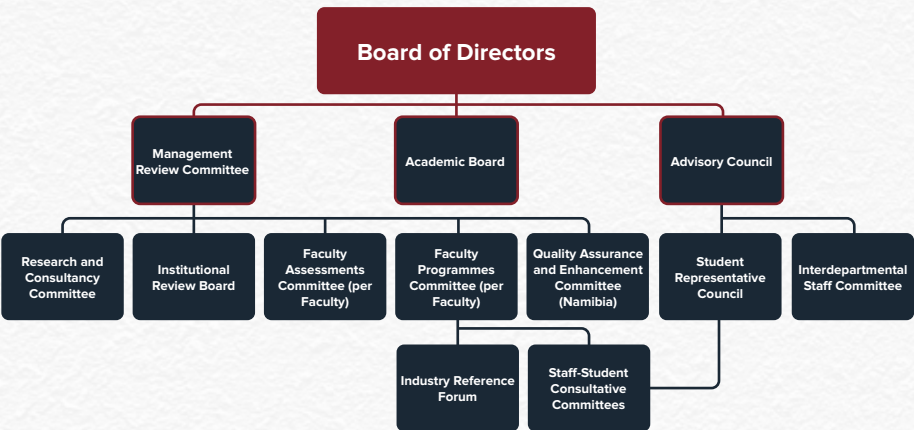 Board of Directors
Management
Review Committee
Academic Board
Advisory Council
Research and
Consultancy
Committee
Institutional
Review Board
Faculty
Assessments
Committee (per
Faculty)
Faculty
Programmes
Committee (per
Faculty)
Quality Assurance
and Enhancement
Committee
(Namibia)
Student
Representative
Council
Interdepartmental
Staff Committee
Industry Reference
Forum
Staff-Student
Consultative
Committees